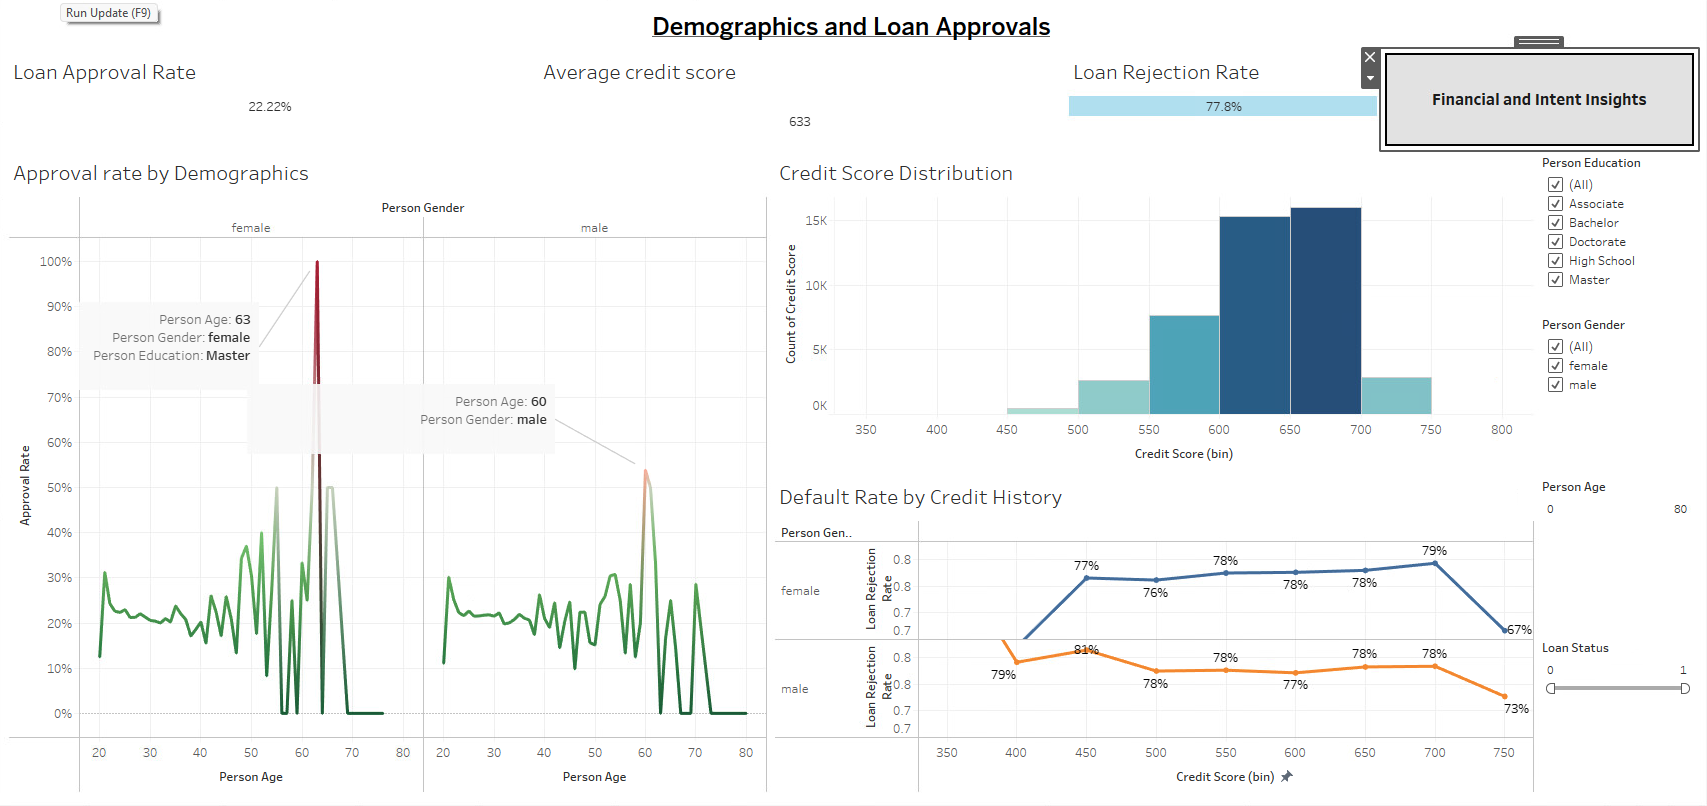 Run Update (F9)
Demographics and Loan Approvals
Loan Approval Rate
22.22%
Average credit score
633
Loan Rejection Rate
77.8%
Financial and Intent Insights
Approval rate by Demographics
Person Gender
female
male
Approval Rate
100%
90%
80%
70%
60%
50%
40%
30%
20%
10%
0%
Person Age: 63
Person Gender: female
Person Education: Master
Person Age: 60
Person Gender: male
20 30 40 50 60 70 80
20 30 40 50 60 70 80
Person Age
Person Age
Credit Score Distribution
Count of Credit Score
15K
10K
5K
0K
350 400 450 500 550 600 650 700 750 800
Credit Score (bin)
Default Rate by Credit History
Person Gen..
female
Loan Rejection
Rate
0.8
0.8
0.7
0.7
77%
76%
78%
78%
78%
79%
67%
male
Loan Rejection
Rate
0.8
0.8
0.7
0.7
79%
81%
78%
78%
77%
78%
78%
73%
350 400 450 500 550 600 650 700 750
Credit Score (bin)
Person Education
(All)
Associate
Bachelor
Doctorate
High School
Master
Person Gender
(All)
female
male
Person Age
0 80
Loan Status
0 1